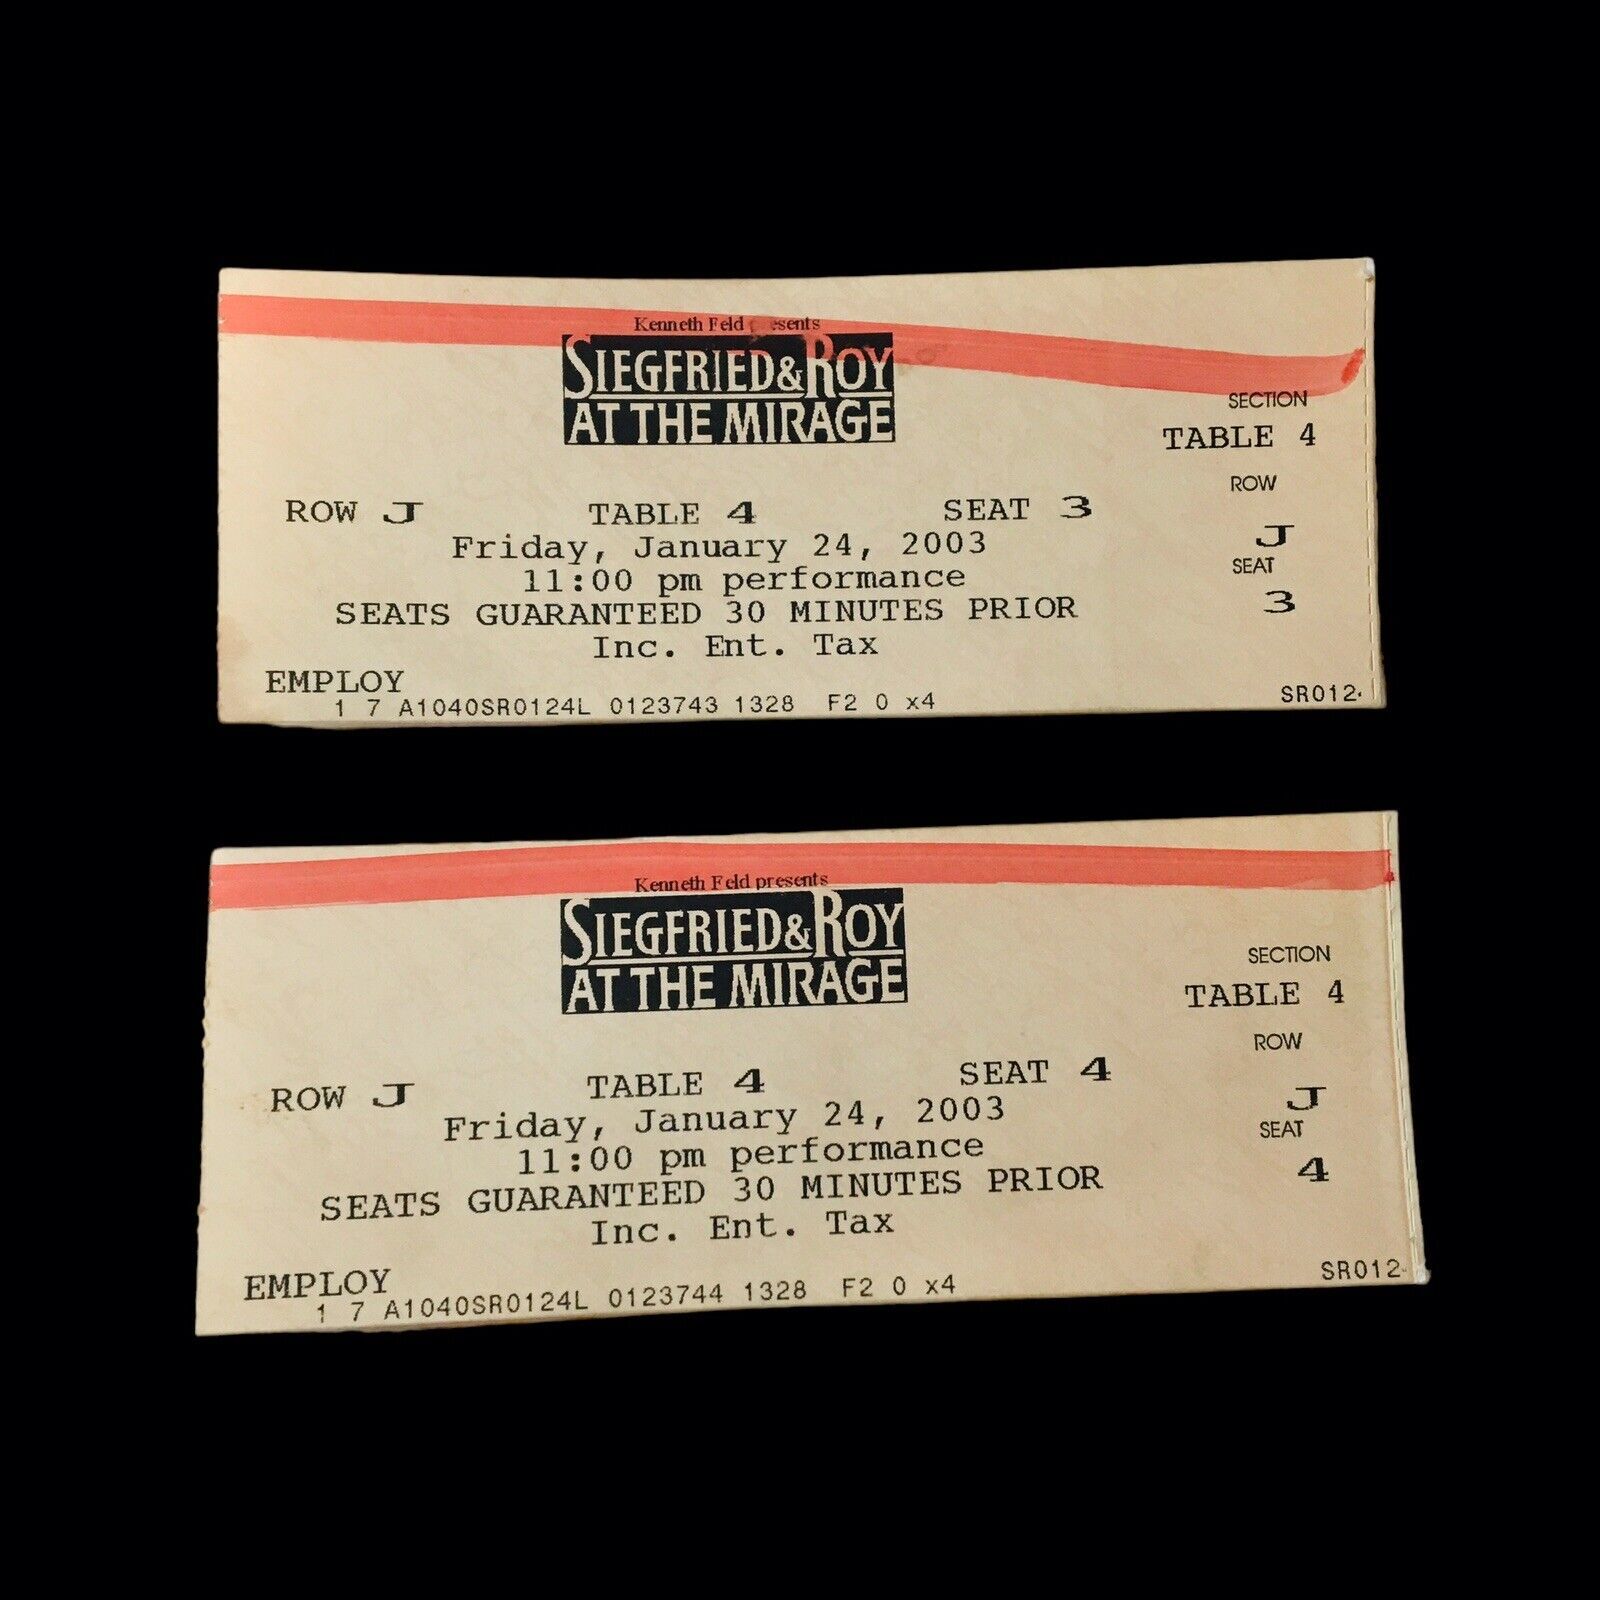 Kenneth Feld presents
SIEGFRIED & ROY
AT THE MIRAGE
SECTION
TABLE 4
ROW
J
SEAT
3
ROW J TABLE 4 SEAT 3
Friday, January 24, 2003
11:00 pm performance
SEATS GUARANTEED 30 MINUTES PRIOR
Inc. Ent. Tax
EMPLOY
1 7 A1040SR0124L 0123743 1328 F2 0 x4
SR012
Kenneth Feld presents
SIEGFRIED & ROY
AT THE MIRAGE
SECTION
TABLE 4
ROW
J
SEAT
4
ROW J TABLE 4 SEAT 4
Friday, January 24, 2003
11:00 pm performance
SEATS GUARANTEED 30 MINUTES PRIOR
Inc. Ent. Tax
EMPLOY
1 7 A1040SR0124L 0123744 1328 F2 0 x4
SR012